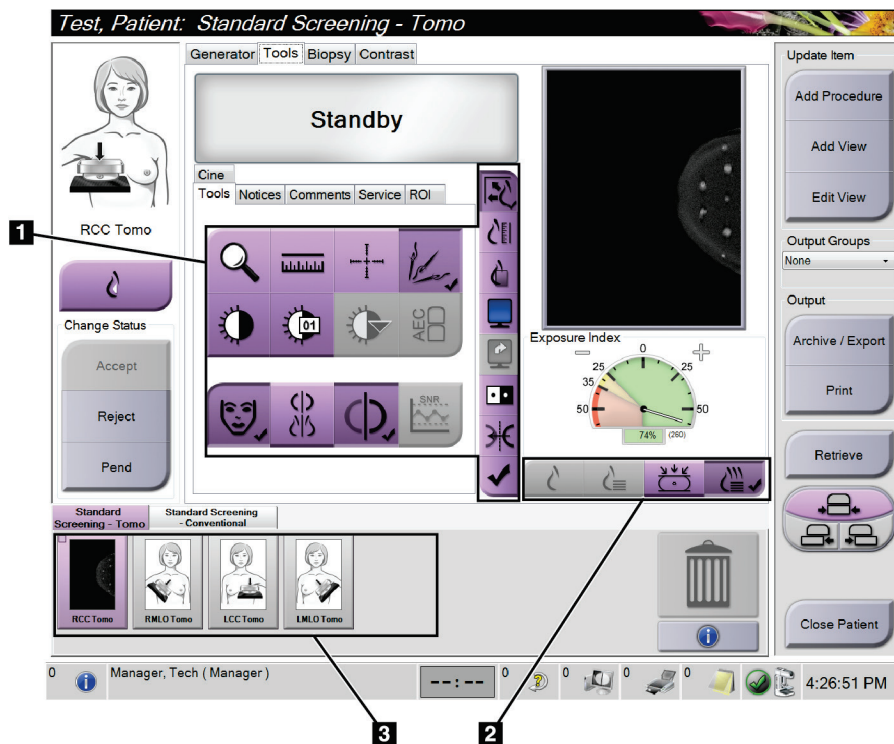 Test, Patient: Standard Screening - Tomo
Generator Tools Biopsy Contrast
Standby
Cine
Tools Notices Comments Service ROI
01
AEC
SNR
RCC Tomo
Change Status
Accept
Reject
Pend
Exposure Index
0
25 25
35
50 50
74% (260)
Update Item
Add Procedure
Add View
Edit View
Output Groups
None
Output
Archive / Export
Print
Retrieve
Close Patient
Standard
Screening - Tomo
Standard Screening
- Conventional
RCC Tomo
RMLO Tomo
LCC Tomo
LMLO Tomo
0 Manager, Tech ( Manager ) --:-- 0 0 0 0 4:26:51 PM
1
2
3